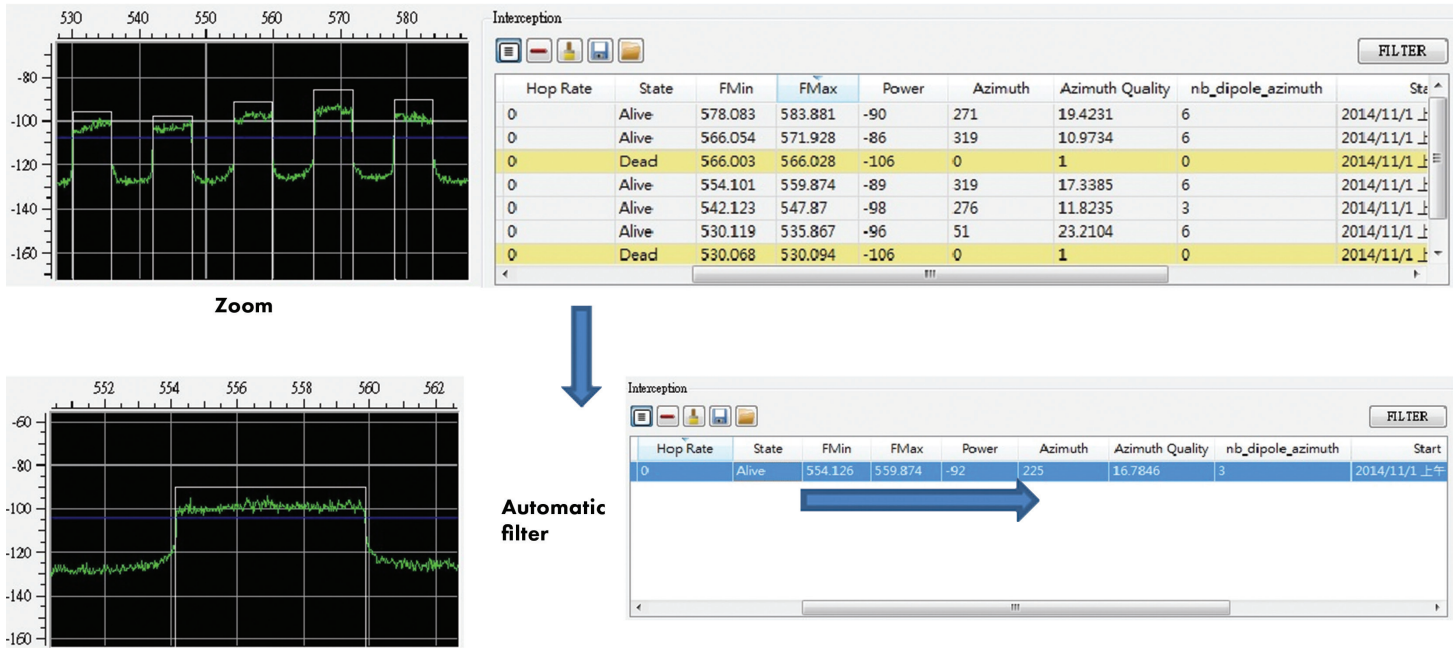 530 540 550 560 570 580
-80
-100
-120
-140
-160
Zoom
Interception
FILTER
Hop Rate State FMin FMax Power Azimuth Azimuth Quality nb_dipole_azimuth Sta
0 Alive 578.083 583.881 -90 271 19.4231 6 2014/11/1 上
0 Alive 566.054 571.928 -86 319 10.9734 6 2014/11/1 上
0 Dead 566.003 566.028 -106 0 1 0 2014/11/1 上
0 Alive 554.101 559.874 -89 319 17.3385 6 2014/11/1 上
0 Alive 542.123 547.87 -98 276 11.8235 3 2014/11/1 上
0 Alive 530.119 535.867 -96 51 23.2104 6 2014/11/1 上
0 Dead 530.068 530.094 -106 0 1 0 2014/11/1 上
552 554 556 558 560 562
-60
-80
-100
-120
-140
-160
Automatic
filter
Interception
FILTER
Hop Rate State FMin FMax Power Azimuth Azimuth Quality nb_dipole_azimuth Start
0 Alive 554.126 559.874 -92 225 16.7846 3 2014/11/1 上午